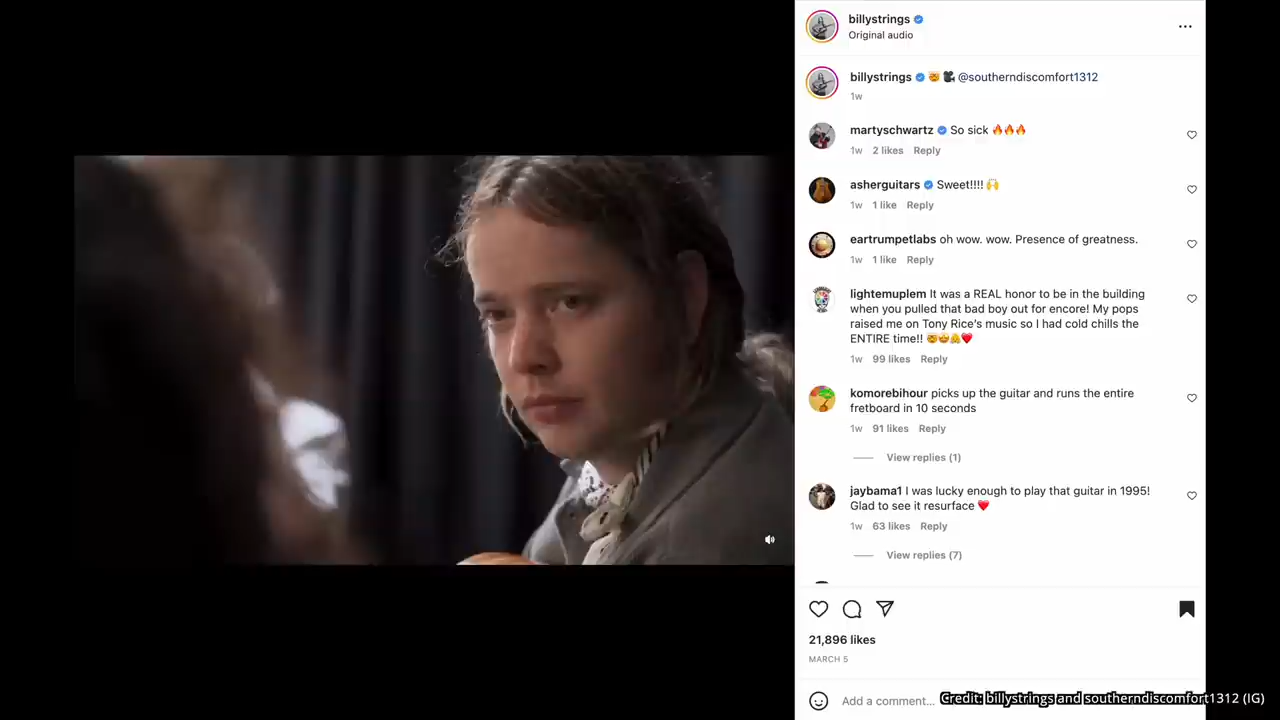 billystrings
Original audio
billystrings 🤯 🎥 @southerndiscomfort1312
1w
martyschwartz So sick 🔥🔥🔥
1w 2 likes Reply
asherguitars Sweet!!!! 🙌
1w 1 like Reply
eartrumpetlabs oh wow. wow. Presence of greatness.
1w 1 like Reply
lightemuplem It was a REAL honor to be in the building
when you pulled that bad boy out for encore! My pops
raised me on Tony Rice's music so I had cold chills the
ENTIRE time!! 🤯🤩🙏❤️
1w 99 likes Reply
komorebihour picks up the guitar and runs the entire
fretboard in 10 seconds
1w 91 likes Reply
View replies (1)
jaybama1 I was lucky enough to play that guitar in 1995!
Glad to see it resurface ❤️
1w 63 likes Reply
View replies (7)
21,896 likes
MARCH 5
Add a comment...
Credit: billystrings and southerndiscomfort1312 (IG)